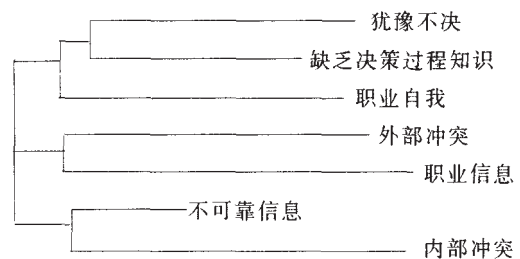 犹豫不决
缺乏决策过程知识
职业自我
外部冲突
职业信息
不可靠信息
内部冲突